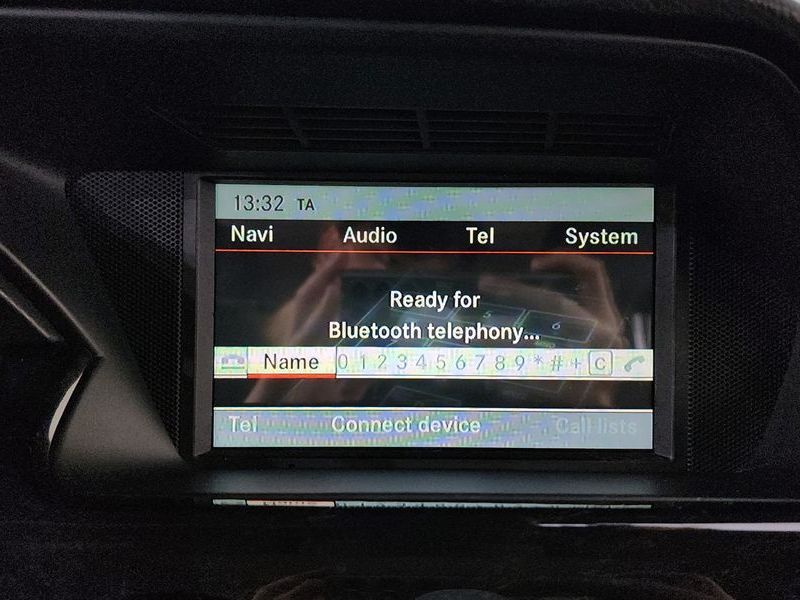 13:32 TA
Navi Audio Tel System
Ready for
Bluetooth telephony...
Name 0 1 2 3 4 5 6 7 8 9 * # + C
Tel Connect device Call lists